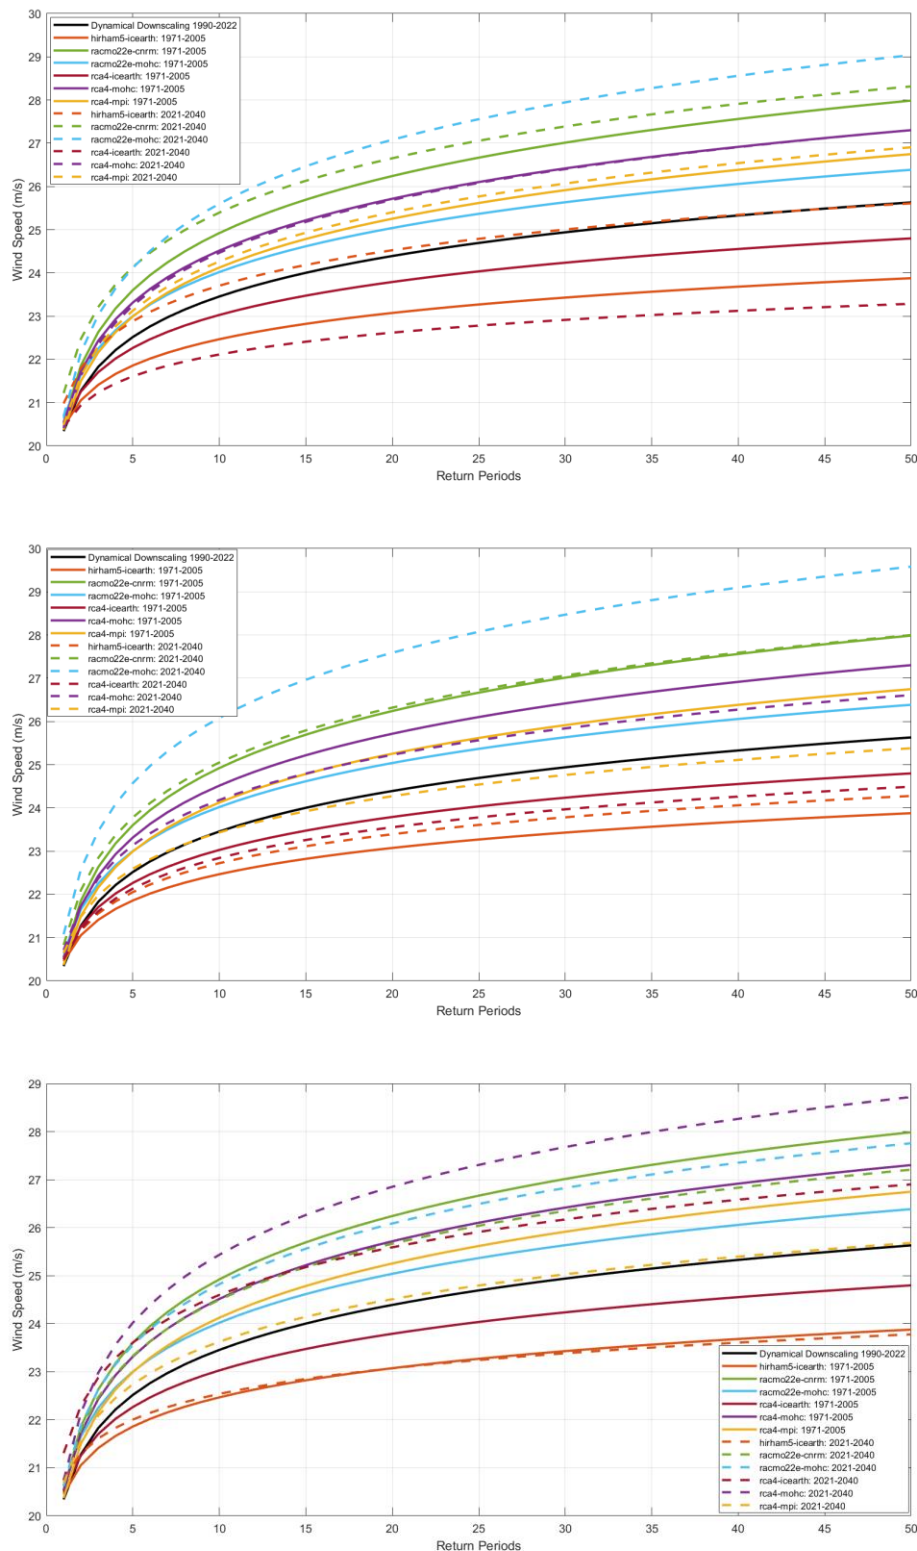 30
29
28
27
26
25
24
23
22
21
20
Wind Speed (m/s)
Dynamical Downscaling 1990-2022
hirham5-icearth: 1971-2005
racmo22e-cnrm: 1971-2005
racmo22e-mohc: 1971-2005
rca4-icearth: 1971-2005
rca4-mohc: 1971-2005
rca4-mpi: 1971-2005
hirham5-icearth: 2021-2040
racmo22e-cnrm: 2021-2040
racmo22e-mohc: 2021-2040
rca4-icearth: 2021-2040
rca4-mohc: 2021-2040
rca4-mpi: 2021-2040
0 5 10 15 20 25 30 35 40 45 50
Return Periods
30
29
28
27
26
25
24
23
22
21
20
Wind Speed (m/s)
Dynamical Downscaling 1990-2022
hirham5-icearth: 1971-2005
racmo22e-cnrm: 1971-2005
racmo22e-mohc: 1971-2005
rca4-icearth: 1971-2005
rca4-mohc: 1971-2005
rca4-mpi: 1971-2005
hirham5-icearth: 2021-2040
racmo22e-cnrm: 2021-2040
racmo22e-mohc: 2021-2040
rca4-icearth: 2021-2040
rca4-mohc: 2021-2040
rca4-mpi: 2021-2040
0 5 10 15 20 25 30 35 40 45 50
Return Periods
29
28
27
26
25
24
23
22
21
20
Wind Speed (m/s)
Dynamical Downscaling 1990-2022
hirham5-icearth: 1971-2005
racmo22e-cnrm: 1971-2005
racmo22e-mohc: 1971-2005
rca4-icearth: 1971-2005
rca4-mohc: 1971-2005
rca4-mpi: 1971-2005
hirham5-icearth: 2021-2040
racmo22e-cnrm: 2021-2040
racmo22e-mohc: 2021-2040
rca4-icearth: 2021-2040
rca4-mohc: 2021-2040
rca4-mpi: 2021-2040
0 5 10 15 20 25 30 35 40 45 50
Return Periods